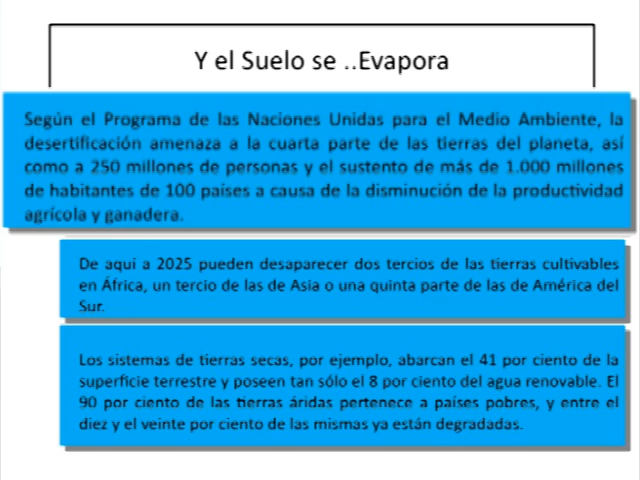 Y el Suelo se ..Evapora
Según el Programa de las Naciones Unidas para el Medio Ambiente, la
desertificación amenaza a la cuarta parte de las tierras del planeta, así
como a 250 millones de personas y el sustento de más de 1.000 millones
de habitantes de 100 países a causa de la disminución de la productividad
agrícola y ganadera.
De aquí a 2025 pueden desaparecer dos tercios de las tierras cultivables
en África, un tercio de las de Asia o una quinta parte de las de América del
Sur.
Los sistemas de tierras secas, por ejemplo, abarcan el 41 por ciento de la
superficie terrestre y poseen tan sólo el 8 por ciento del agua renovable. El
90 por ciento de las tierras áridas pertenece a países pobres, y entre el
diez y el veinte por ciento de las mismas ya están degradadas.